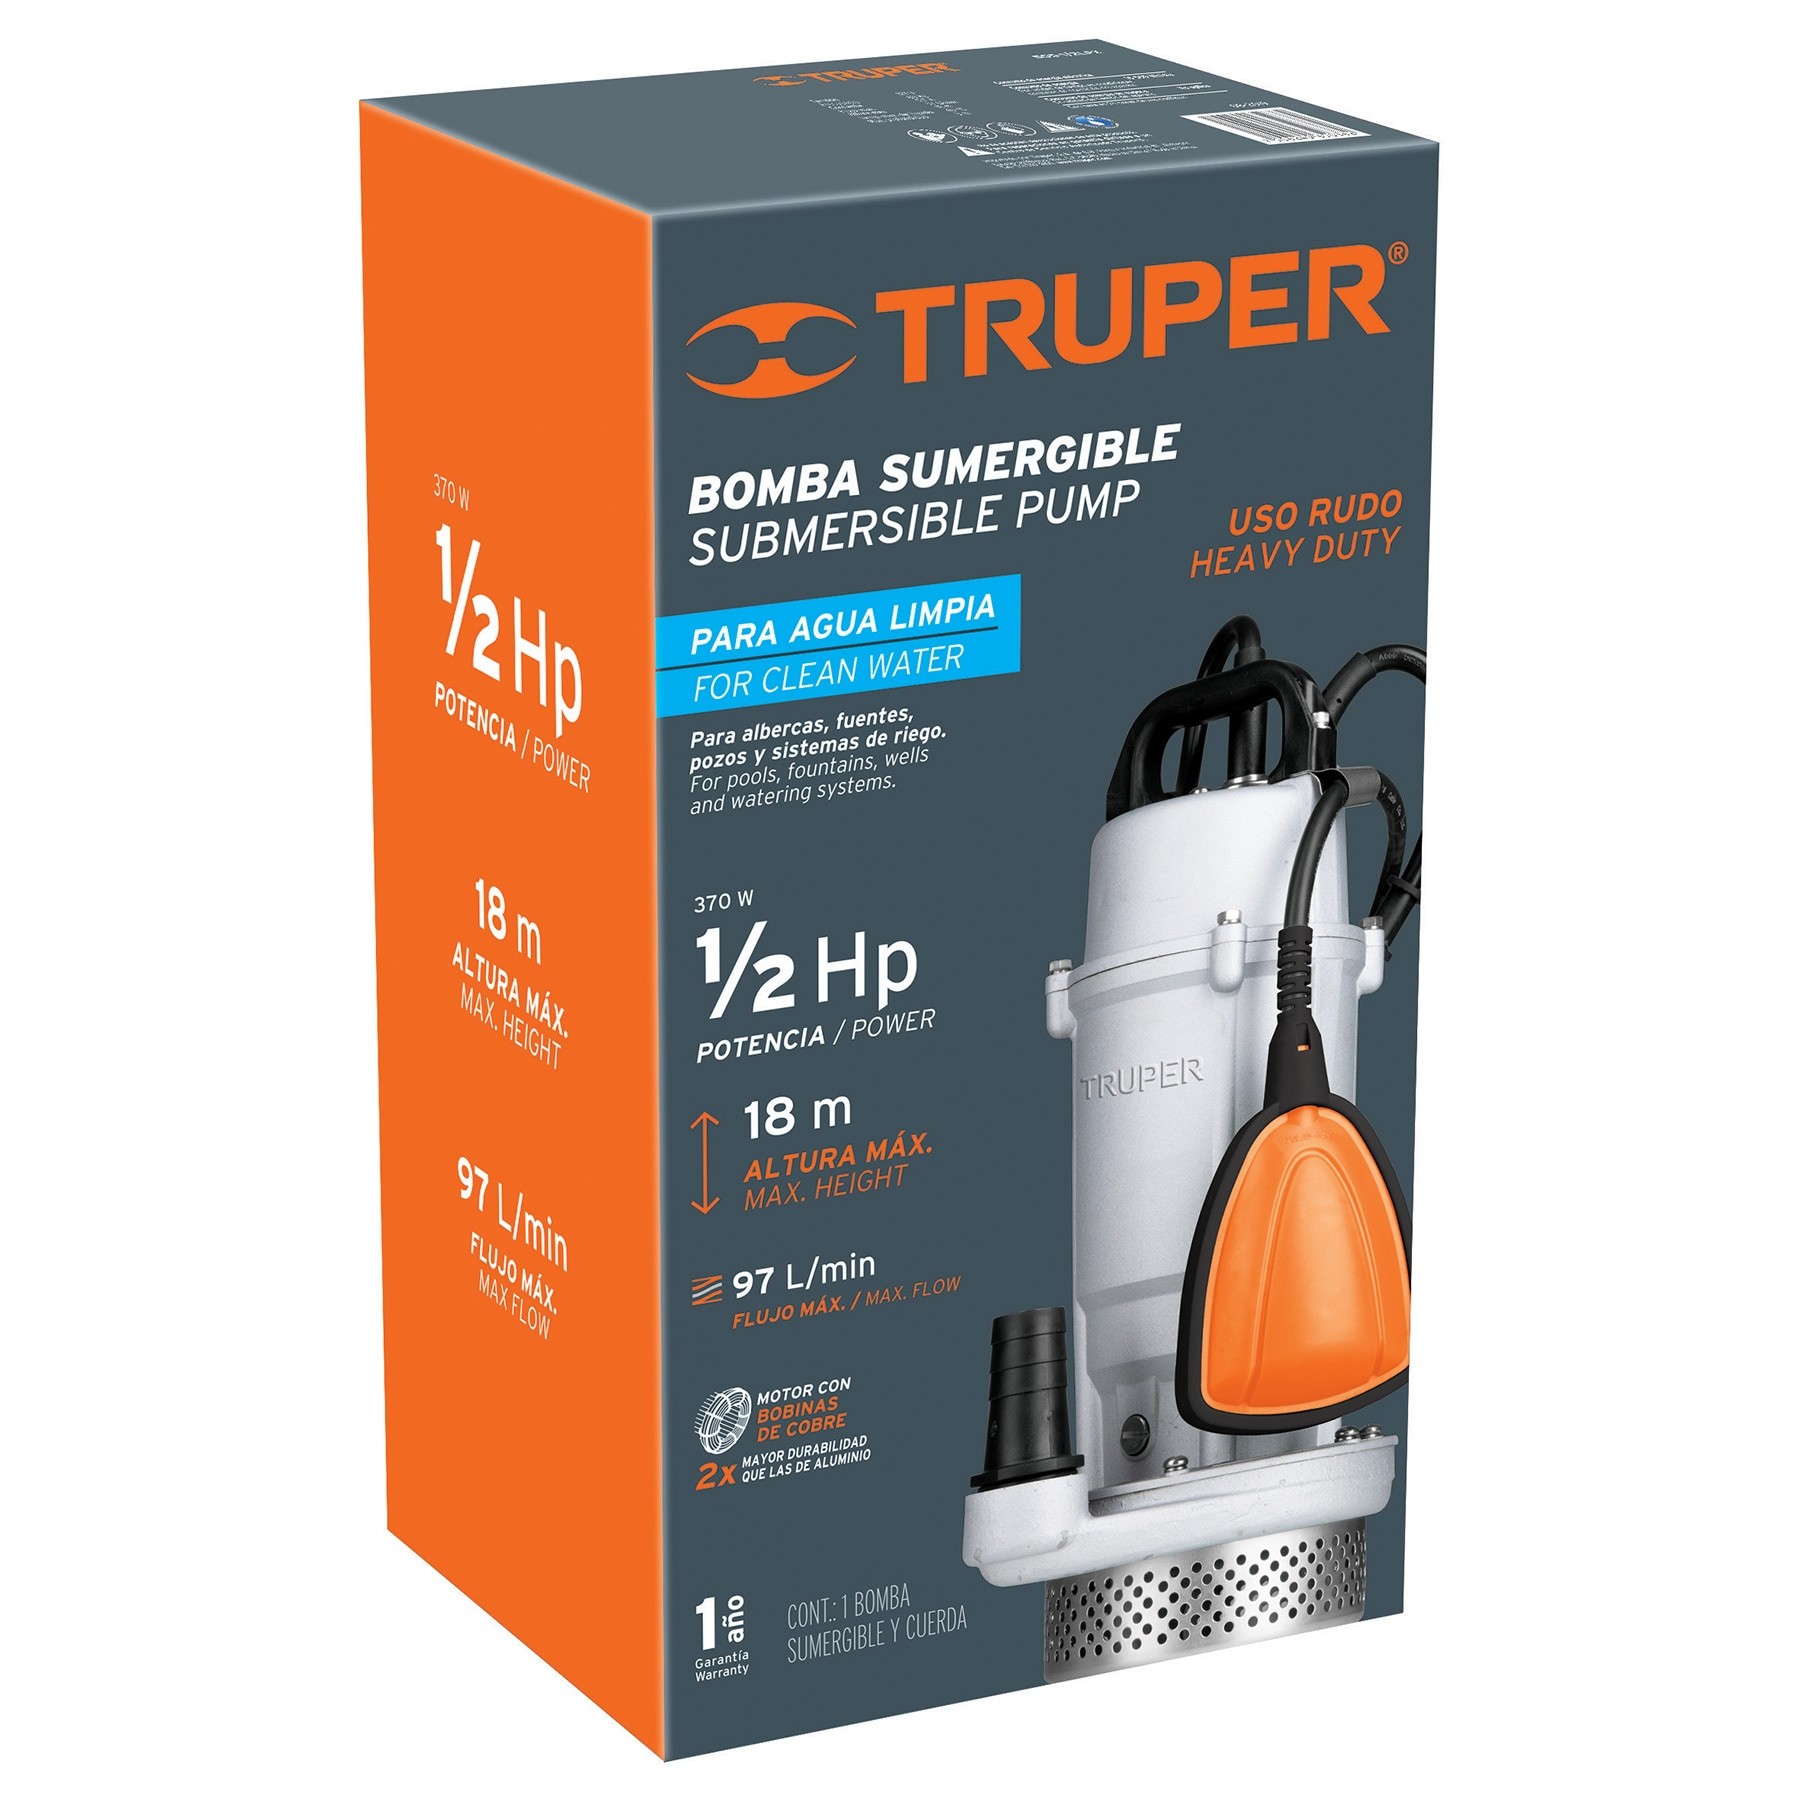 TRUPER
TRUPER®
BOMBA SUMERGIBLE
SUBMERSIBLE PUMP
USO RUDO
HEAVY DUTY
PARA AGUA LIMPIA
FOR CLEAN WATER
Para albercas, fuentes,
pozos y sistemas de riego.
For pools, fountains, wells
and watering systems.
370 W
1/2 Hp
POTENCIA / POWER
18 m
ALTURA MÁX.
MAX. HEIGHT
97 L/min
FLUJO MÁX. / MAX. FLOW
MOTOR CON
BOBINAS
DE COBRE
2x MAYOR DURABILIDAD
QUE LAS DE ALUMINIO
1 año
Garantía
Warranty
CONT.: 1 BOMBA
SUMERGIBLE Y CUERDA
TRUPER
370 W
1/2 Hp
POTENCIA / POWER
18 m
ALTURA MÁX.
MAX. HEIGHT
97 L/min
FLUJO MÁX.
MAX FLOW